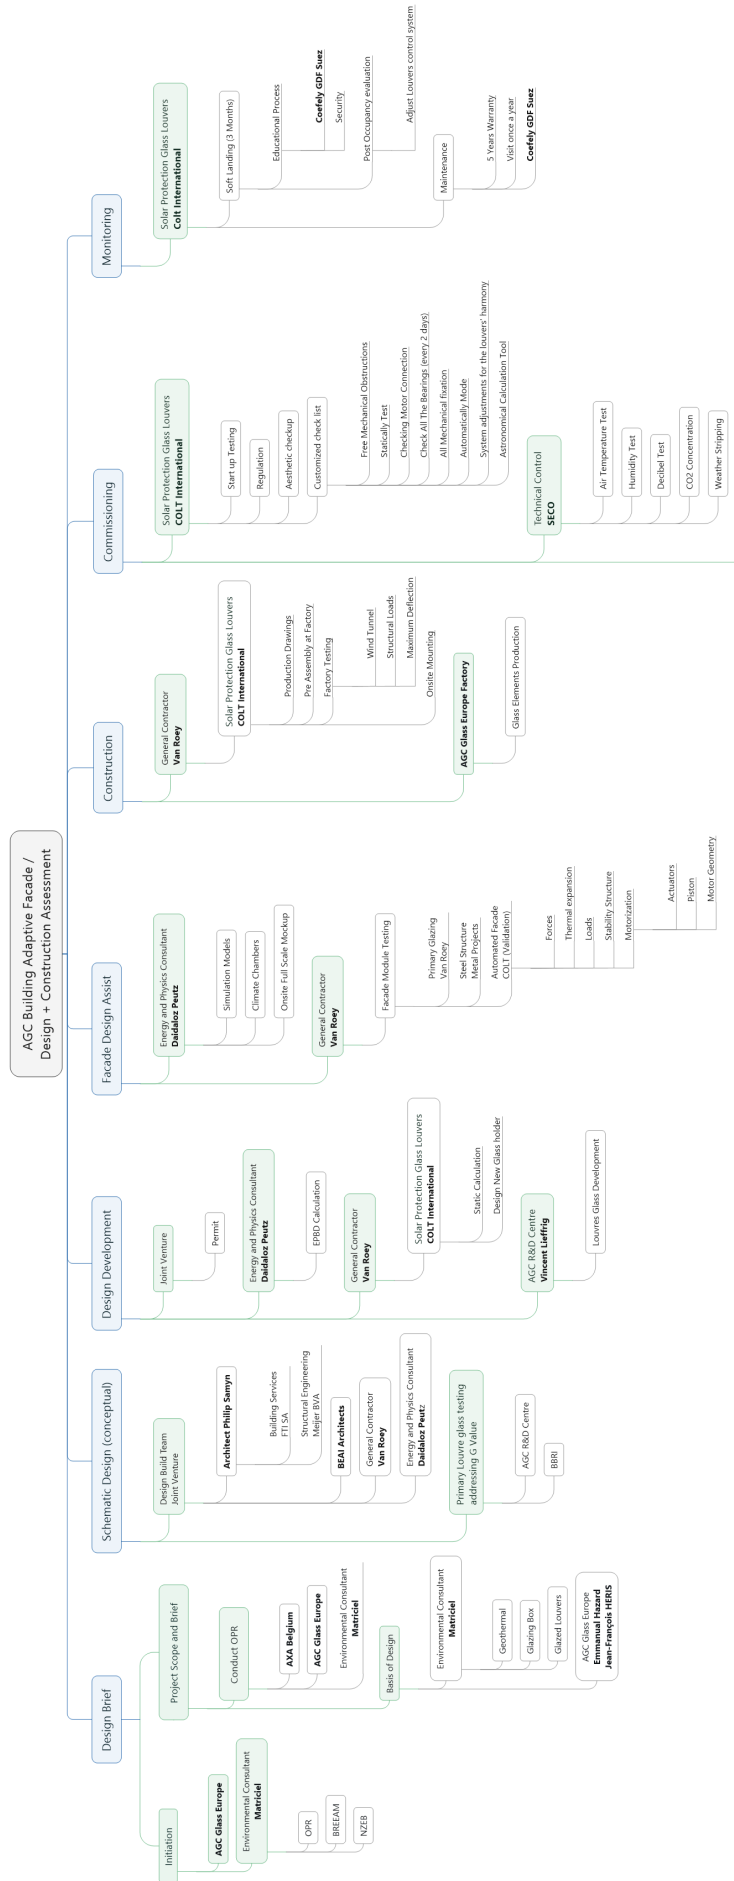 AGC Building Adaptive Facade /
Design + Construction Assessment
Design Brief
Initiation
AGC Glass Europe
Environmental Consultant
Matriciel
OPR
BREEAM
NZEB
Project Scope and Brief
Conduct OPR
AXA Belgium
AGC Glass Europe
Environmental Consultant
Matriciel
Basis of Design
Environmental Consultant
Matriciel
Geothermal
Glazing Box
Glazed Louvers
AGC Glass Europe
Emmanual Hazard
Jean-François HERIS
Schematic Design (conceptual)
Design Build Team
Joint Venture
Architect Philip Samyn
Building Services
FTI SA
Structural Engineering
Meijer BVA
BEAI Architects
General Contractor
Van Roey
Energy and Physics Consultant
Daidaloz Peutz
Primary Louvre glass testing
addressing G Value
AGC R&D Centre
BBRI
Design Development
Joint Venture
Permit
Energy and Physics Consultant
Daidaloz Peutz
EPBD Calculation
General Contractor
Van Roey
Solar Protection Glass Louvers
COLT International
Static Calculation
Design New Glass holder
AGC R&D Centre
Vincent Lieffrig
Louvres Glass Development
Facade Design Assist
Energy and Physics Consultant
Daidaloz Peutz
Simulation Models
Climate Chambers
Onsite Full Scale Mockup
General Contractor
Van Roey
Facade Module Testing
Primary Glazing
Van Roey
Steel Structure
Metal Projects
Automated Facade
COLT (Validation)
Forces
Thermal expansion
Loads
Stability Structure
Motorization
Actuators
Piston
Motor Geometry
Construction
General Contractor
Van Roey
Solar Protection Glass Louvers
COLT International
Production Drawings
Pre Assembly at Factory
Factory Testing
Wind Tunnel
Structural Loads
Maximum Deflection
Onsite Mounting
AGC Glass Europe Factory
Glass Elements Production
Commissioning
Solar Protection Glass Louvers
COLT International
Start up Testing
Regulation
Aesthetic checkup
Customized check list
Free Mechanical Obstructions
Statically Test
Checking Motor Connection
Check All The Bearings (every 2 days)
All Mechanical fixation
Automatically Mode
System adjustments for the louvers' harmony
Astronomical Calculation Tool
Technical Control
SECO
Air Temperature Test
Humidity Test
Decibel Test
CO2 Concentration
Weather Stripping
Monitoring
Solar Protection Glass Louvers
Colt International
Soft Landing (3 Months)
Educational Process
Coefely GDF Suez
Security
Post Occupancy evaluation
Adjust Louvers control system
Maintenance
5 Years Warranty
Visit once a year
Coefely GDF Suez